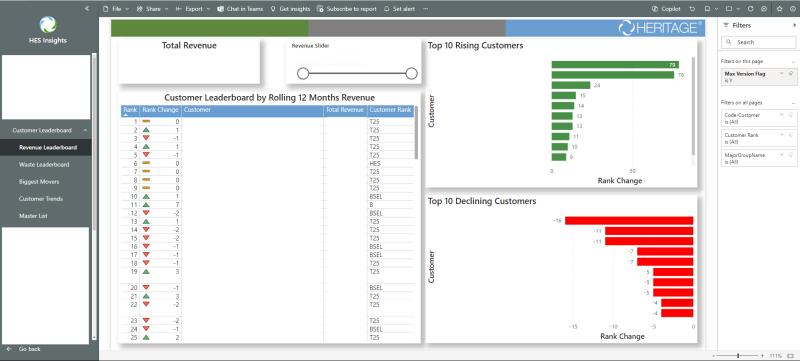 File
Share
Export
Chat in Teams
Get insights
Subscribe to report
Set alert
Copilot
HES Insights
Customer Leaderboard
Revenue Leaderboard
Waste Leaderboard
Biggest Movers
Customer Trends
Master List
Go back
HERITAGE
Total Revenue
Revenue Slider
Customer Leaderboard by Rolling 12 Months Revenue
Rank Rank Change Customer Total Revenue Customer Rank
1 0 T25
2 1 T25
3 -1 T25
4 1 T25
5 -1 T25
6 0 HES
7 0 T25
8 0 T25
9 0 T25
10 1 BSEL
11 7 B
12 -2 BSEL
13 1 T25
14 -2 T25
15 -2 T25
16 -1 BSEL
17 -1 BSEL
18 -1 T25
19 3 T25
20 -1 BSEL
21 3 T25
22 -2 T25
23 -2 T25
24 -1 BSEL
25 2 T25
Top 10 Rising Customers
Customer
79
76
24
15
14
13
13
11
10
9
0 50
Rank Change
Top 10 Declining Customers
Customer
-16
-11
-11
-7
-7
-5
-5
-5
-4
-4
-15 -10 -5 0
Rank Change
Filters
Search
Filters on this page
Max Version Flag
is Y
Filters on all pages
Code-Customer
is (All)
Customer Rank
is (All)
MajorGroupName
is (All)
111%